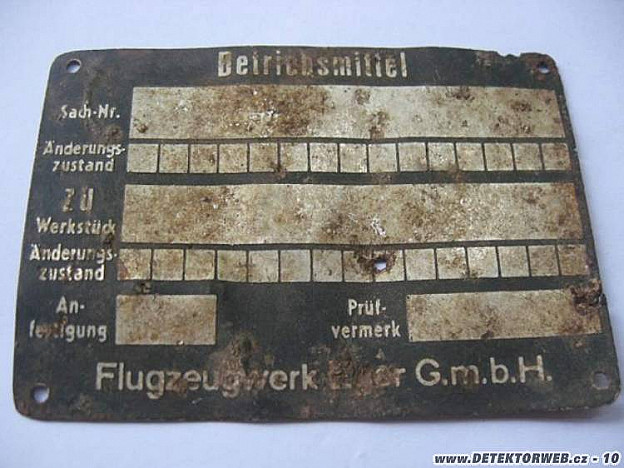 Betriebsmittel
Sach-Nr.
Änderungs-
zustand
zu
Werkstück
Änderungs-
zustand
An-
fertigung
Prüf-
vermerk
Flugzeugwerk G.m.b.H.
www.DETEKTORWEB.cz - 10